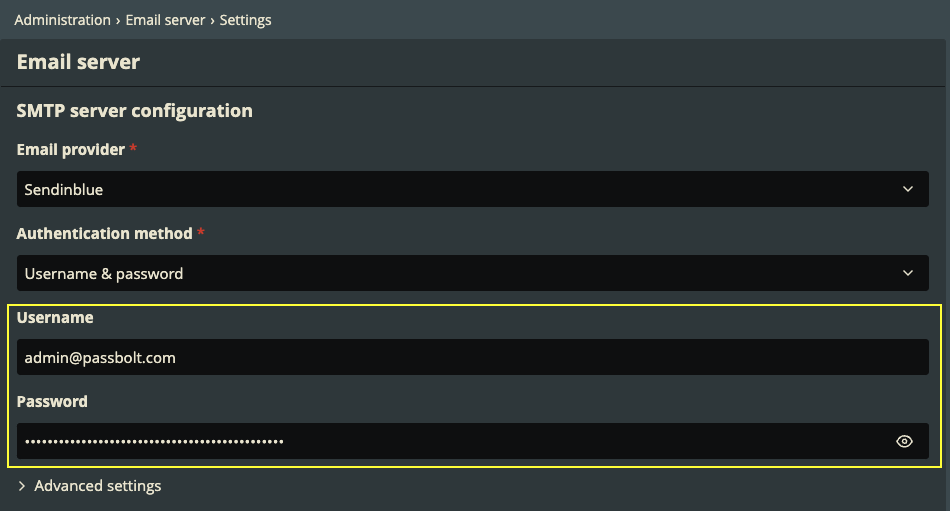 Administration › Email server › Settings
Email server
SMTP server configuration
Email provider *
Sendinblue
Authentication method *
Username & password
Username
admin@passbolt.com
Password
••••••••••••••••••••••••••••••••••••••••••••••
Advanced settings